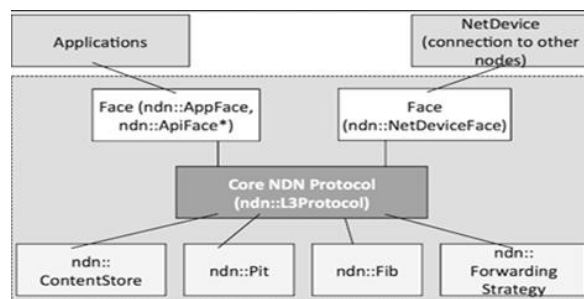 Applications
NetDevice
(connection to other
nodes)
Face (ndn::AppFace,
ndn::ApiFace*)
Face
(ndn::NetDeviceFace)
Core NDN Protocol
(ndn::L3Protocol)
ndn::
ContentStore
ndn::Pit
ndn::Fib
ndn::
Forwarding
Strategy